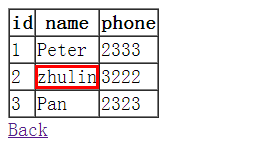 id name phone
1 Peter 2333
2 zhulin 3222
3 Pan 2323
Back